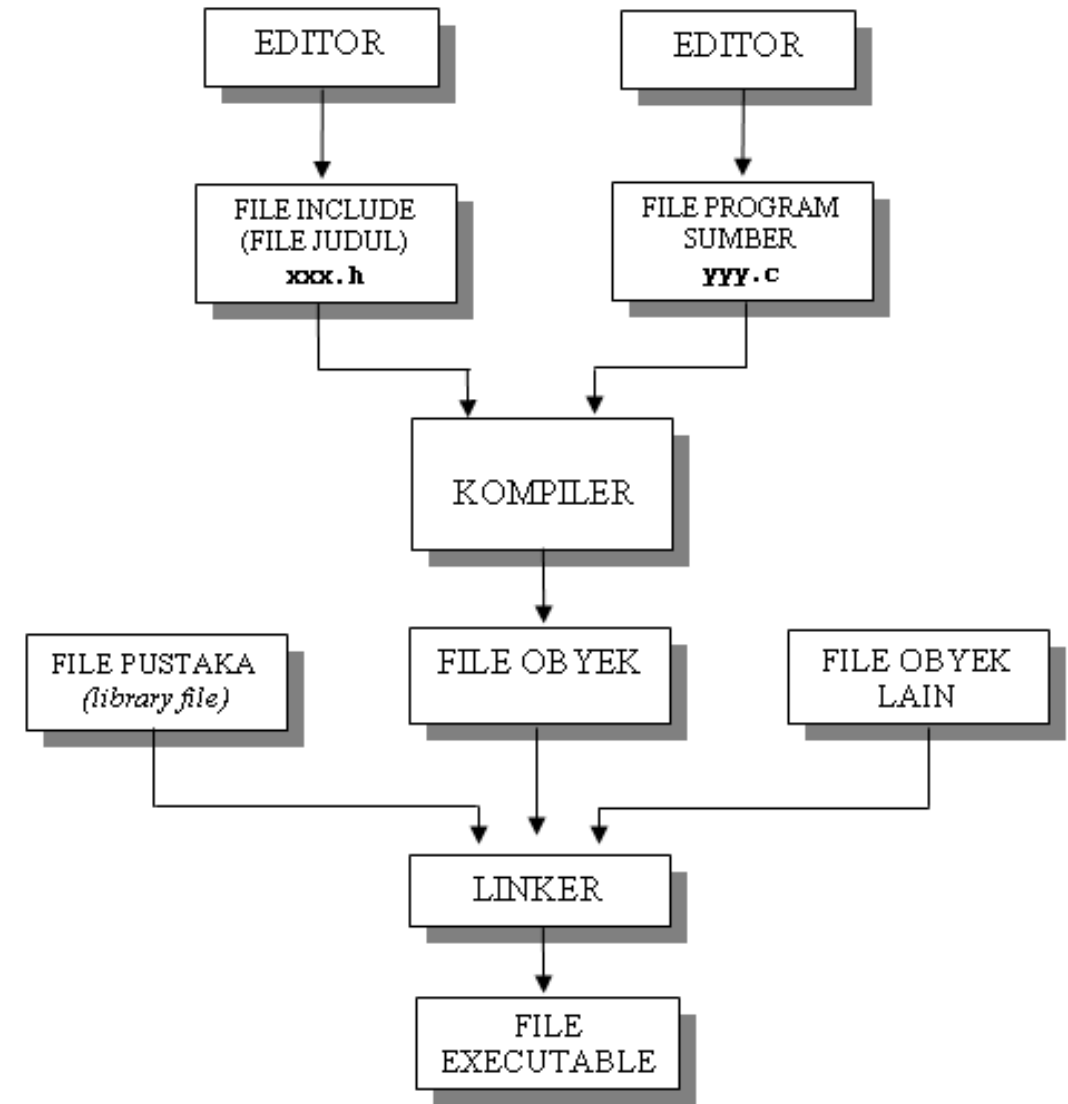 EDITOR
EDITOR
FILE INCLUDE
(FILE JUDUL)
xxx.h
FILE PROGRAM
SUMBER
yyy.c
KOMPILER
FILE PUSTAKA
(library file)
FILE OBYEK
FILE OBYEK
LAIN
LINKER
FILE
EXECUTABLE